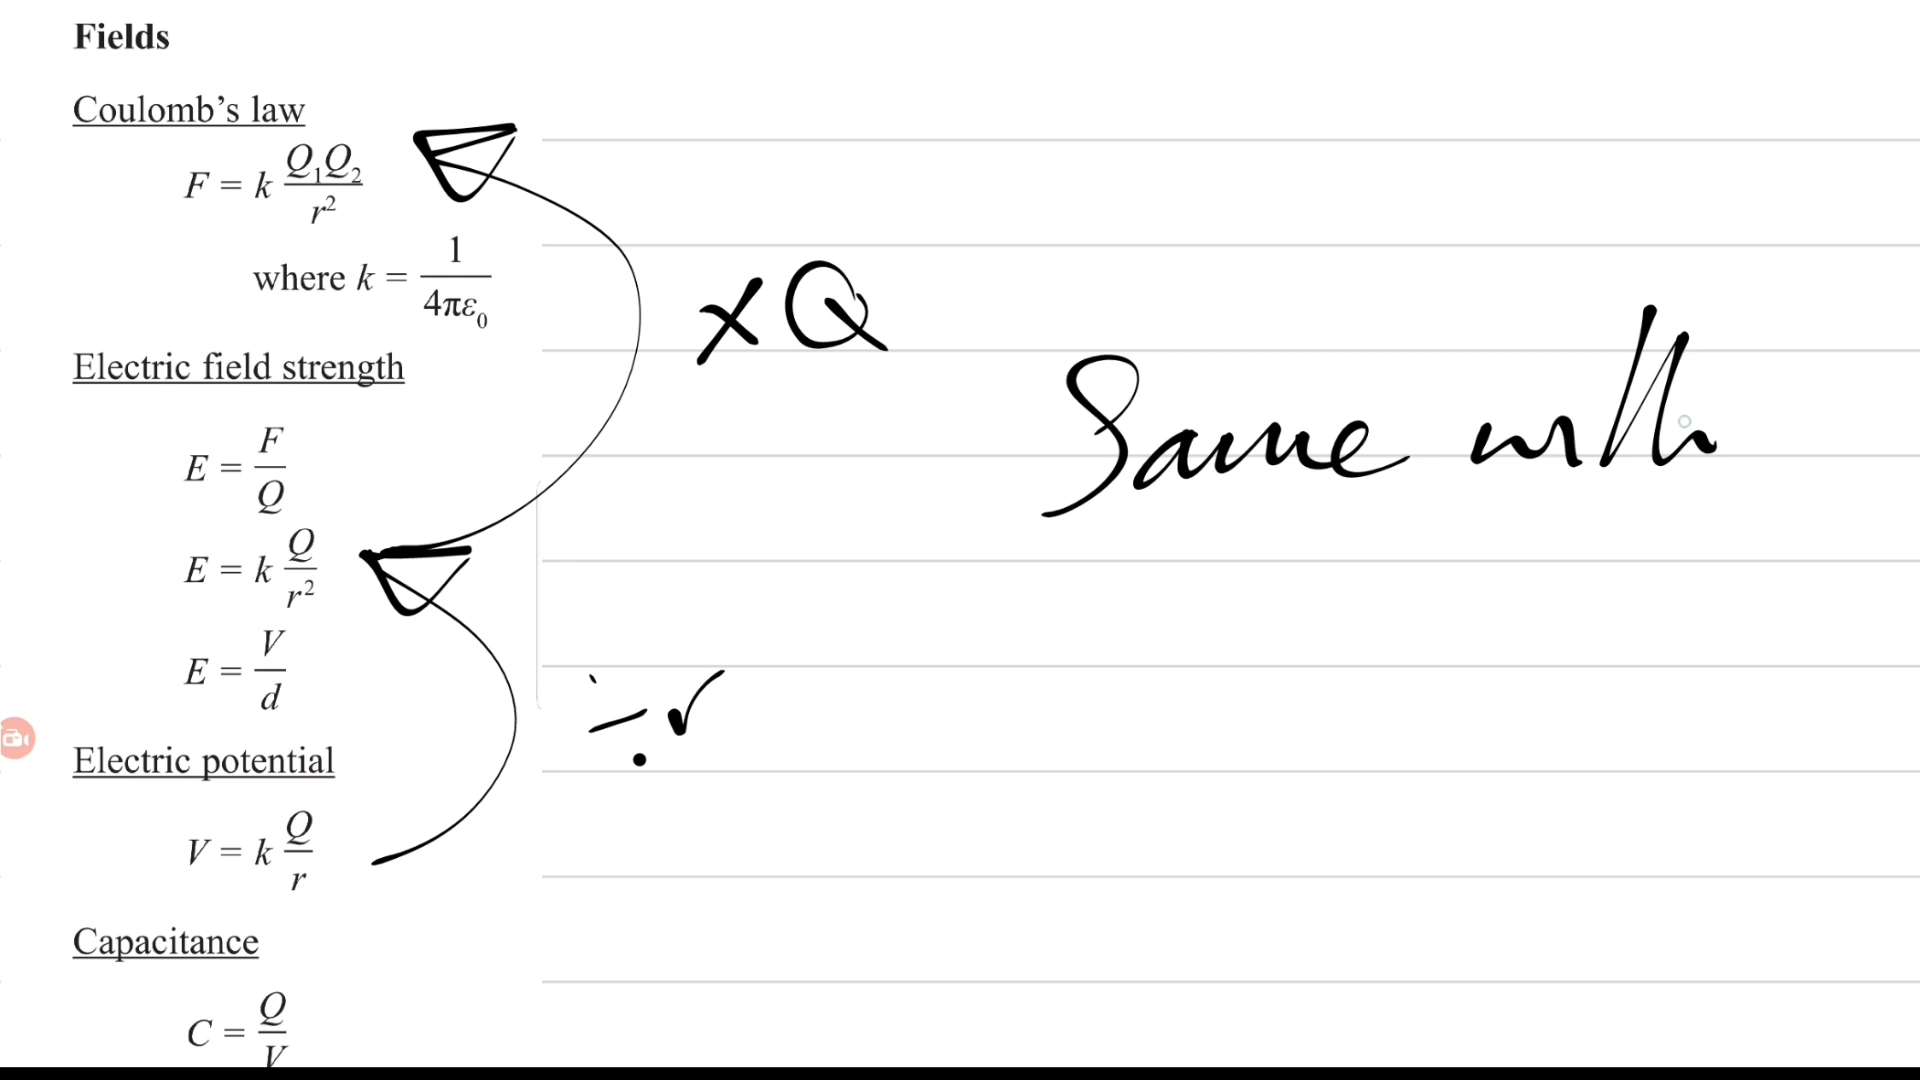 Fields
Coulomb's law
F = k Q₁Q₂ / r²
where k = 1 / 4πε₀
× Q
Electric field strength
Same with
E = F / Q
E = k Q / r²
E = V / d
÷ r
Electric potential
V = k Q / r
Capacitance
C = Q / V